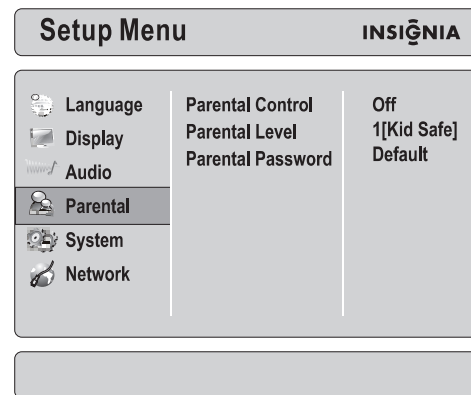 Setup Menu
INSIGNIA
Language
Display
Audio
Parental
System
Network
Parental Control
Parental Level
Parental Password
Off
1[Kid Safe]
Default